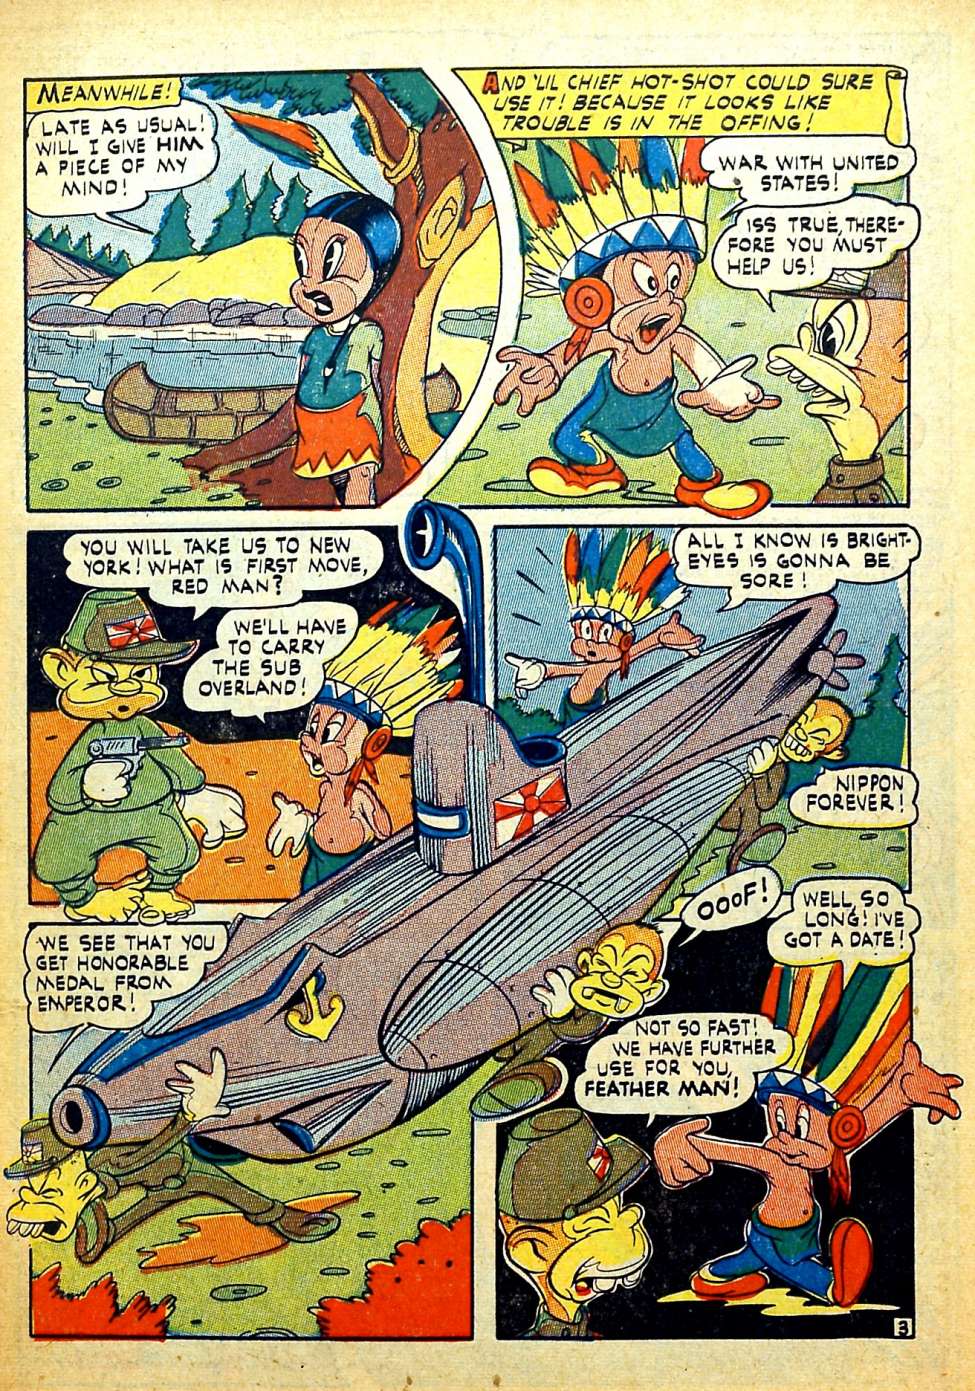 MEANWHILE!
LATE AS USUAL!
WILL I GIVE HIM
A PIECE OF MY
MIND!
AND 'LIL CHIEF HOT-SHOT COULD SURE
USE IT! BECAUSE IT LOOKS LIKE
TROUBLE IS IN THE OFFING!
WAR WITH UNITED
STATES!
ISS TRUE, THERE-
FORE YOU MUST
HELP US!
YOU WILL TAKE US TO NEW
YORK! WHAT IS FIRST MOVE,
RED MAN?
WE'LL HAVE
TO CARRY
THE SUB
OVERLAND!
ALL I KNOW IS BRIGHT-
EYES IS GONNA BE
SORE!
NIPPON
FOREVER!
WE SEE THAT YOU
GET HONORABLE
MEDAL FROM
EMPEROR!
OOOF!
WELL, SO
LONG! I'VE
GOT A DATE!
NOT SO FAST!
WE HAVE FURTHER
USE FOR YOU,
FEATHER MAN!
3